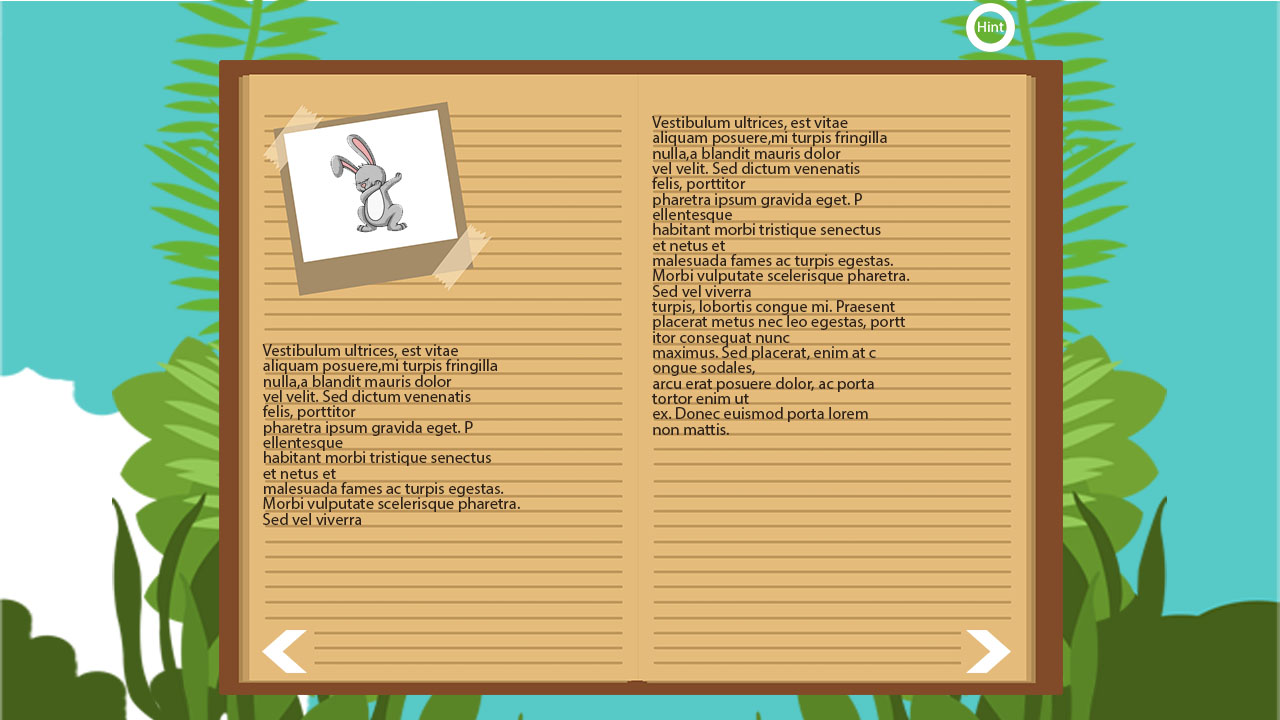 Hint
Vestibulum ultrices, est vitae
aliquam posuere,mi turpis fringilla
nulla,a blandit mauris dolor
vel velit. Sed dictum venenatis
felis, porttitor
pharetra ipsum gravida eget. P
ellentesque
habitant morbi tristique senectus
et netus et
malesuada fames ac turpis egestas.
Morbi vulputate scelerisque pharetra.
Sed vel viverra
Vestibulum ultrices, est vitae
aliquam posuere,mi turpis fringilla
nulla,a blandit mauris dolor
vel velit. Sed dictum venenatis
felis, porttitor
pharetra ipsum gravida eget. P
ellentesque
habitant morbi tristique senectus
et netus et
malesuada fames ac turpis egestas.
Morbi vulputate scelerisque pharetra.
Sed vel viverra
turpis, lobortis congue mi. Praesent
placerat metus nec leo egestas, portt
itor consequat nunc
maximus. Sed placerat, enim at c
ongue sodales,
arcu erat posuere dolor, ac porta
tortor enim ut
ex. Donec euismod porta lorem
non mattis.